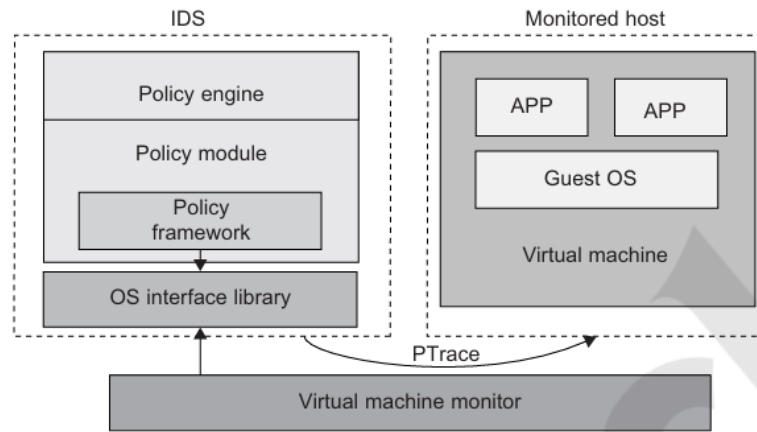 IDS
Monitored host
Policy engine
Policy module
Policy
framework
OS interface library
APP
APP
Guest OS
Virtual machine
PTrace
Virtual machine monitor